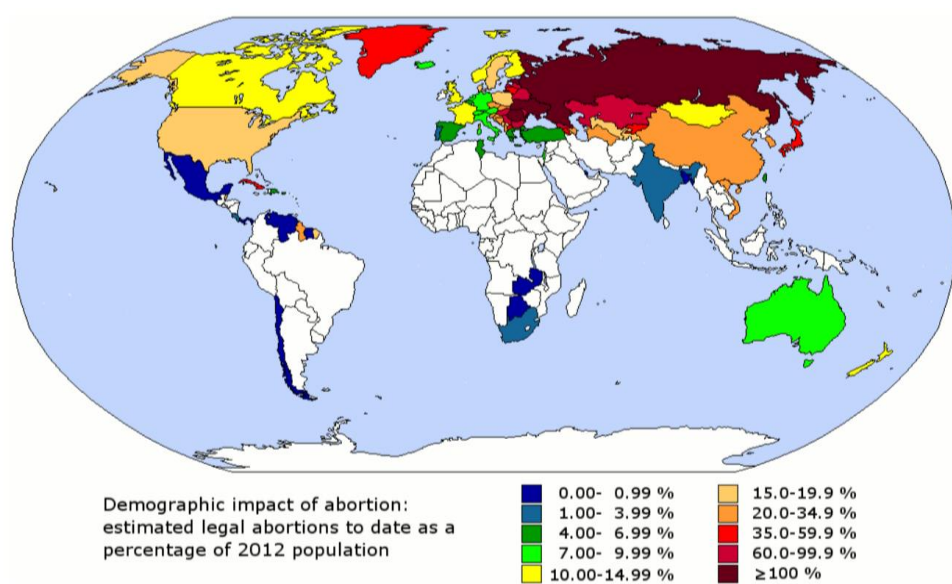 Demographic impact of abortion:
estimated legal abortions to date as a
percentage of 2012 population
0.00- 0.99 %
1.00- 3.99 %
4.00- 6.99 %
7.00- 9.99 %
10.00-14.99 %
15.0-19.9 %
20.0-34.9 %
35.0-59.9 %
60.0-99.9 %
≥100 %